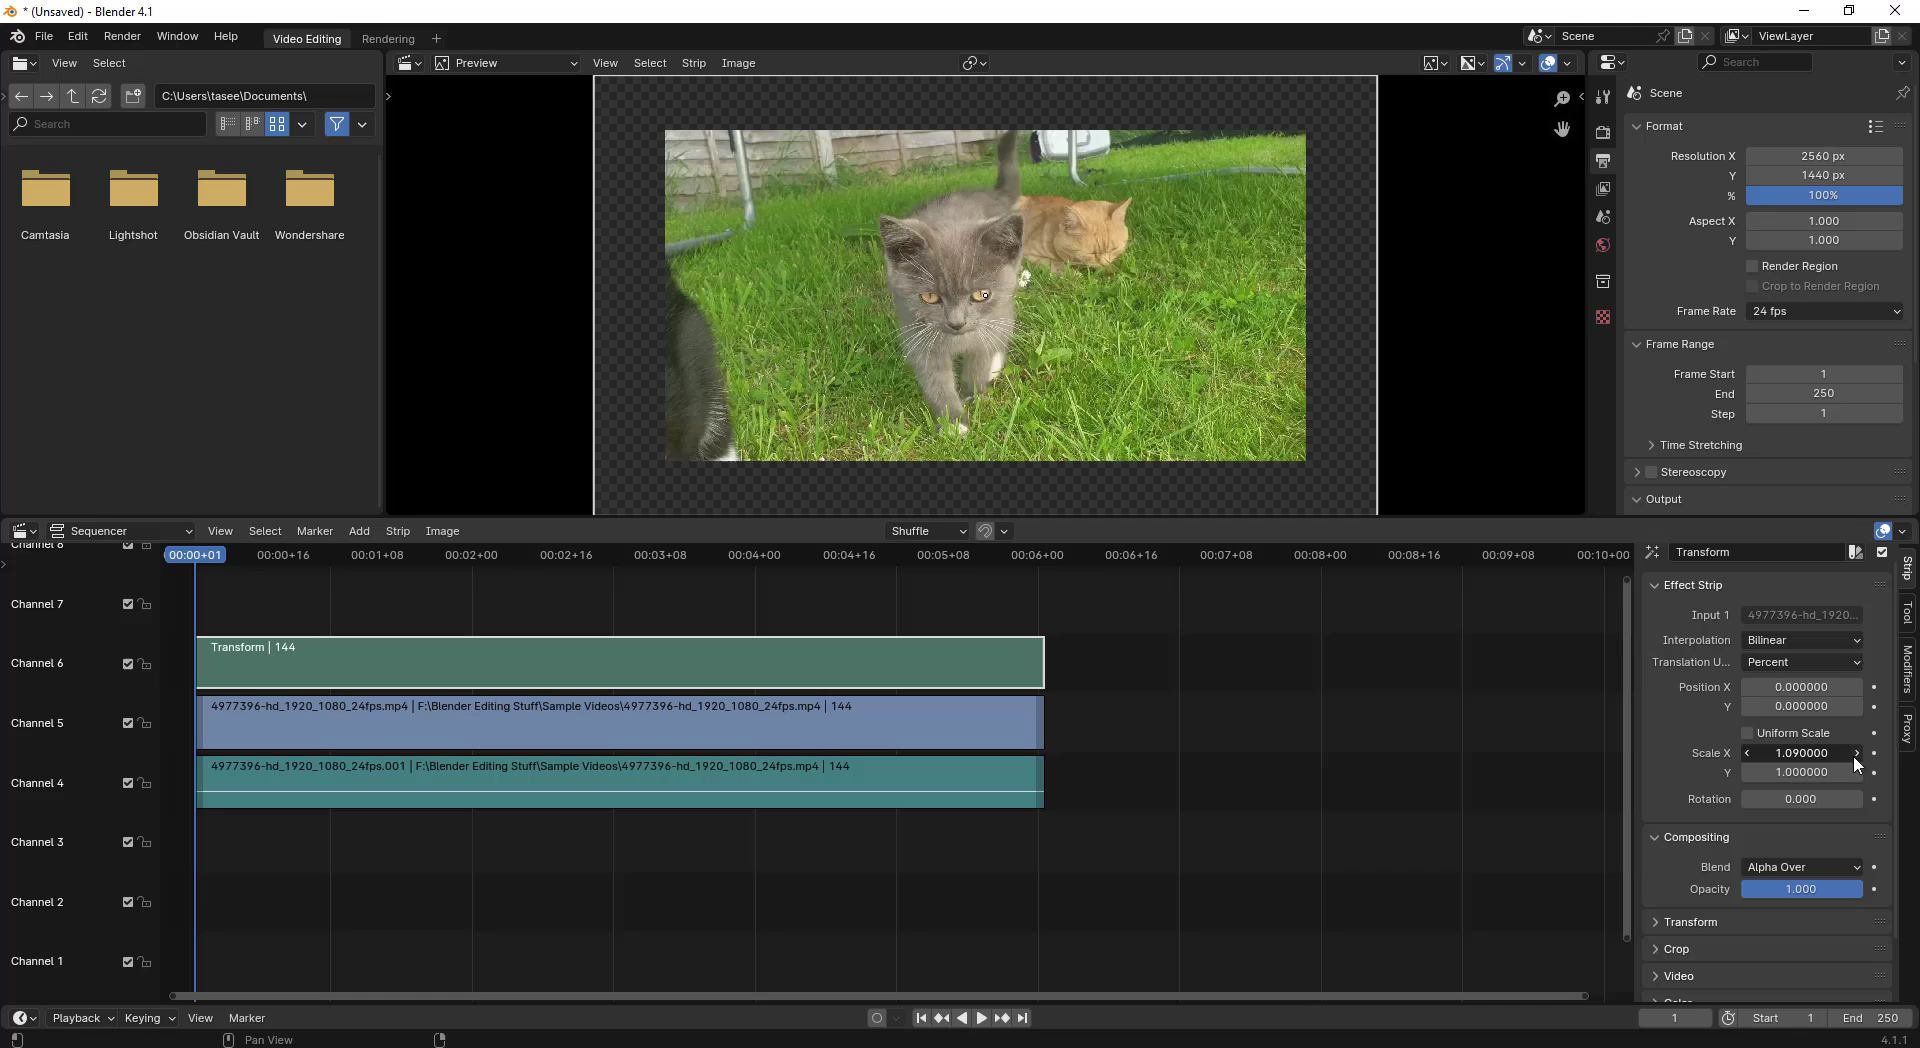 * (Unsaved) - Blender 4.1
File Edit Render Window Help Video Editing Rendering + Scene ViewLayer
View Select Preview View Select Strip Image Search
C:\Users\tasee\Documents\
Search
Camtasia Lightshot Obsidian Vault Wondershare
Scene
Format
Resolution X 2560 px
Y 1440 px
% 100%
Aspect X 1.000
Y 1.000
Render Region
Crop to Render Region
Frame Rate 24 fps
Frame Range
Frame Start 1
End 250
Step 1
Time Stretching
Stereoscopy
Output
Sequencer View Select Marker Add Strip Image Shuffle
Channel 8 00:00+01 00:00+16 00:01+08 00:02+00 00:02+16 00:03+08 00:04+00 00:04+16 00:05+08 00:06+00 00:06+16 00:07+08 00:08+00 00:08+16 00:09+08 00:10+00
Channel 7
Channel 6 Transform | 144
Channel 5 4977396-hd_1920_1080_24fps.mp4 | F:\Blender Editing Stuff\Sample Videos\4977396-hd_1920_1080_24fps.mp4 | 144
Channel 4 4977396-hd_1920_1080_24fps.001 | F:\Blender Editing Stuff\Sample Videos\4977396-hd_1920_1080_24fps.mp4 | 144
Channel 3
Channel 2
Channel 1
Transform
Effect Strip
Input 1 4977396-hd_1920...
Interpolation Bilinear
Translation U... Percent
Position X 0.000000
Y 0.000000
Uniform Scale
Scale X 1.090000
Y 1.000000
Rotation 0.000
Compositing
Blend Alpha Over
Opacity 1.000
Transform
Crop
Video
Color
Strip
Tool
Modifiers
Proxy
Playback Keying View Marker 1 Start 1 End 250
Pan View 4.1.1